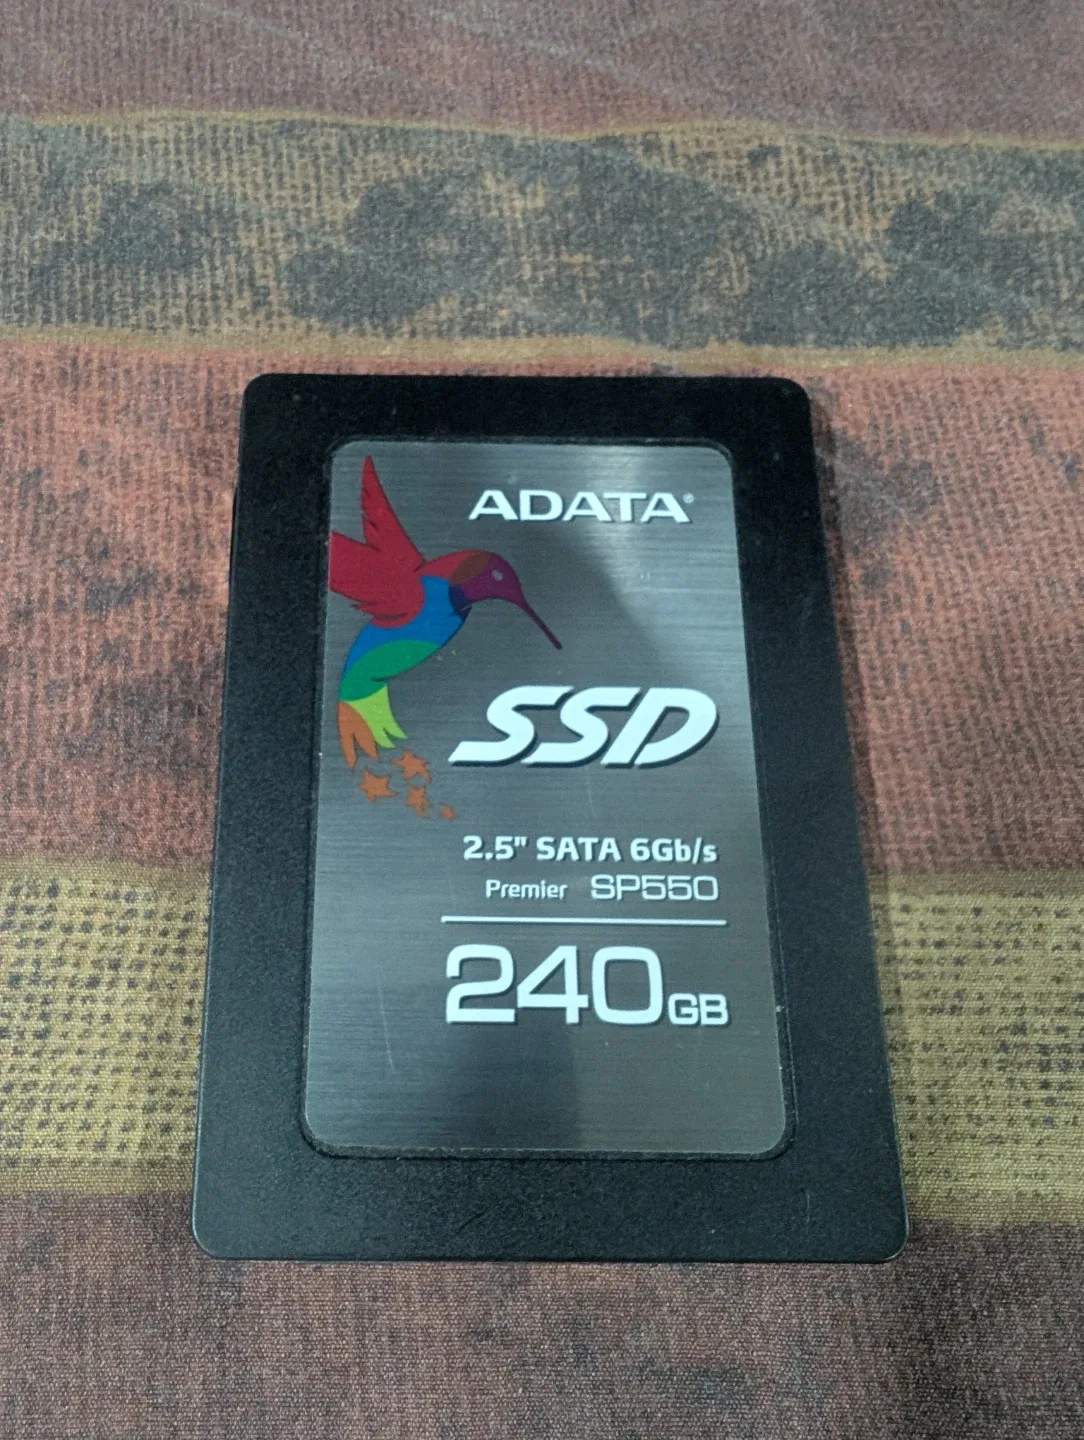 ADATA®
SSD
2.5" SATA 6Gb/s
Premier SP550
240GB